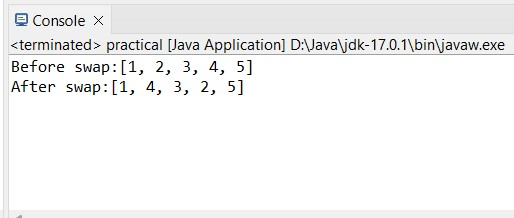 Console
<terminated> practical [Java Application] D:\Java\jdk-17.0.1\bin\javaw.exe
Before swap:[1, 2, 3, 4, 5]
After swap:[1, 4, 3, 2, 5]